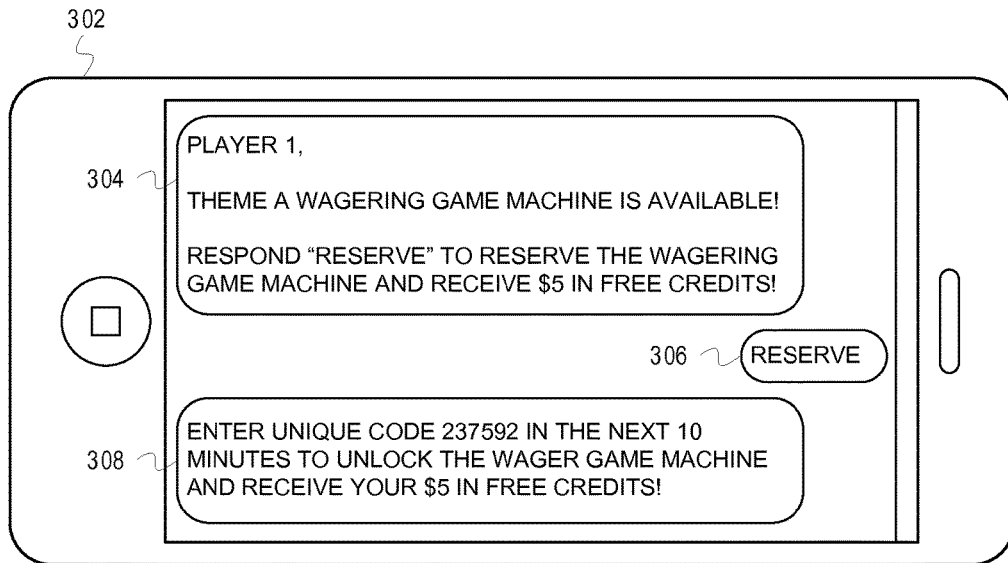 302
PLAYER 1,
304
THEME A WAGERING GAME MACHINE IS AVAILABLE!
RESPOND “RESERVE” TO RESERVE THE WAGERING
GAME MACHINE AND RECEIVE $5 IN FREE CREDITS!
306
RESERVE
ENTER UNIQUE CODE 237592 IN THE NEXT 10
308
MINUTES TO UNLOCK THE WAGER GAME MACHINE
AND RECEIVE YOUR $5 IN FREE CREDITS!